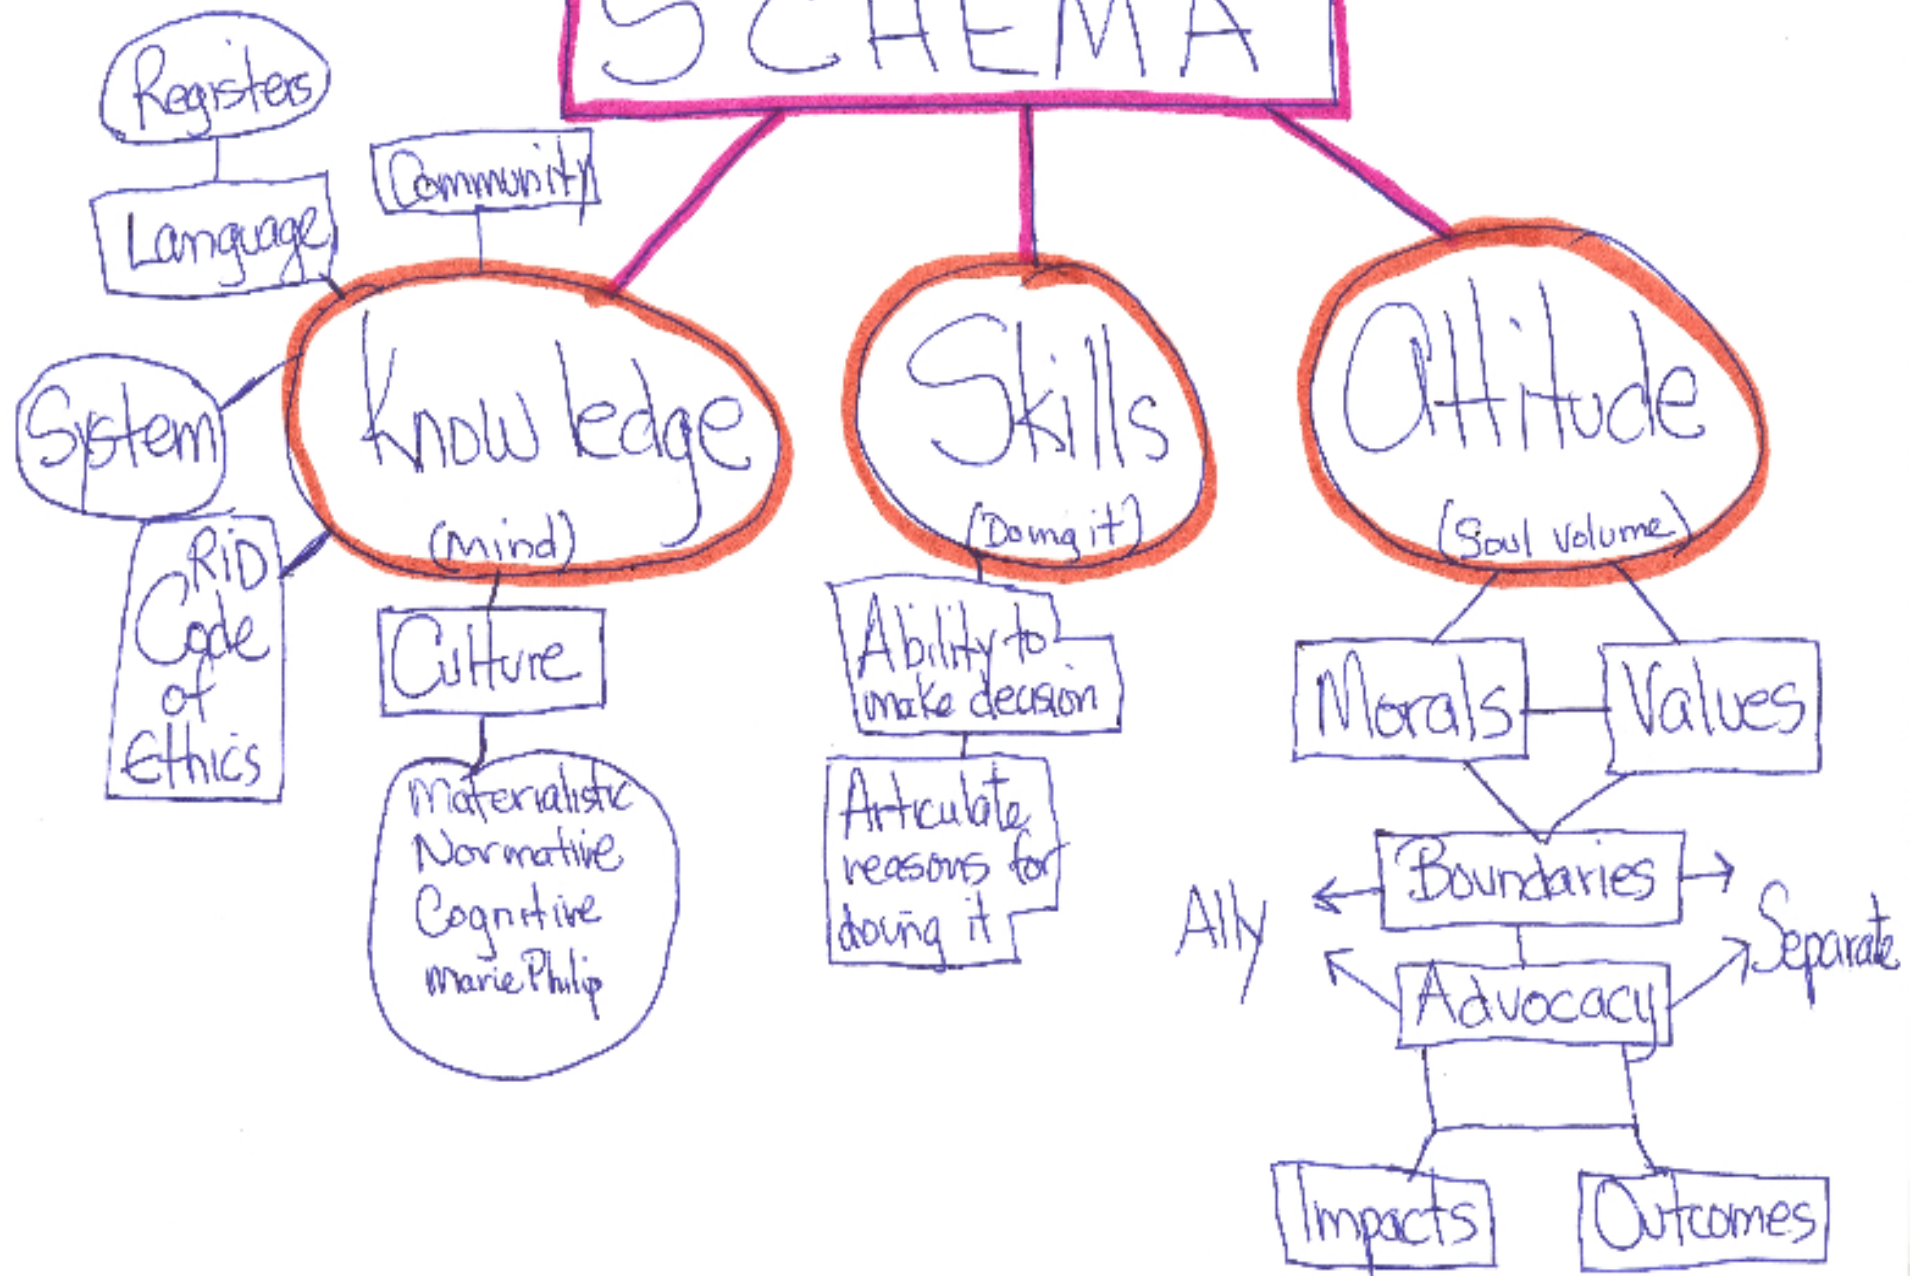 SCHEMA
Registers
Language
Community
System
Knowledge
(Mind)
Skills
(Doing it)
Attitude
(Soul volume)
RID
Code
of
Ethics
Culture
Materialistic
Normative
Cognitive
Marie Philip
Ability to
make decision
Articulate
reasons for
doing it
Morals
Values
Boundaries
Ally
Separate
Advocacy
Impacts
Outcomes